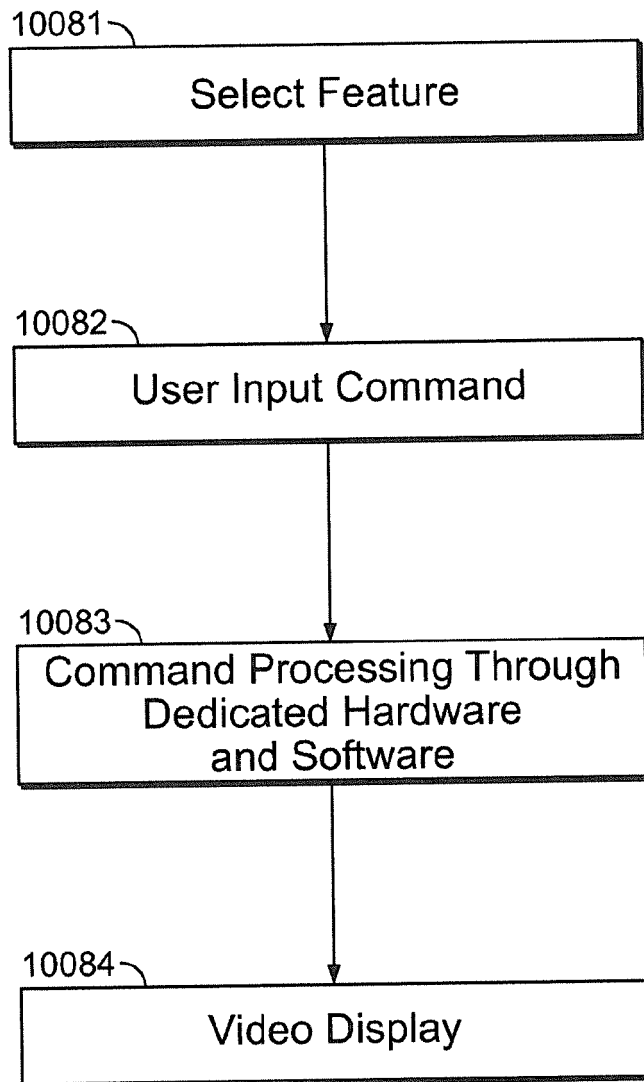 10081
Select Feature
10082
User Input Command
10083
Command Processing Through
Dedicated Hardware
and Software
10084
Video Display